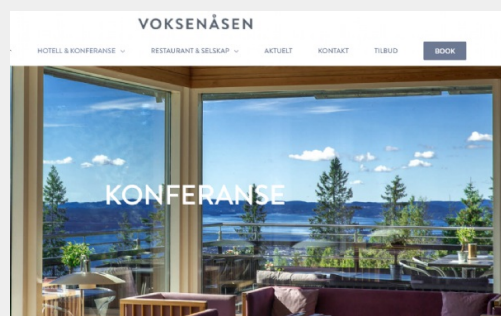 VOKSENÅSEN
HOTELL & KONFERANSE RESTAURANT & SELSKAP AKTUELT KONTAKT TILBUD BOOK
KONFERANSE